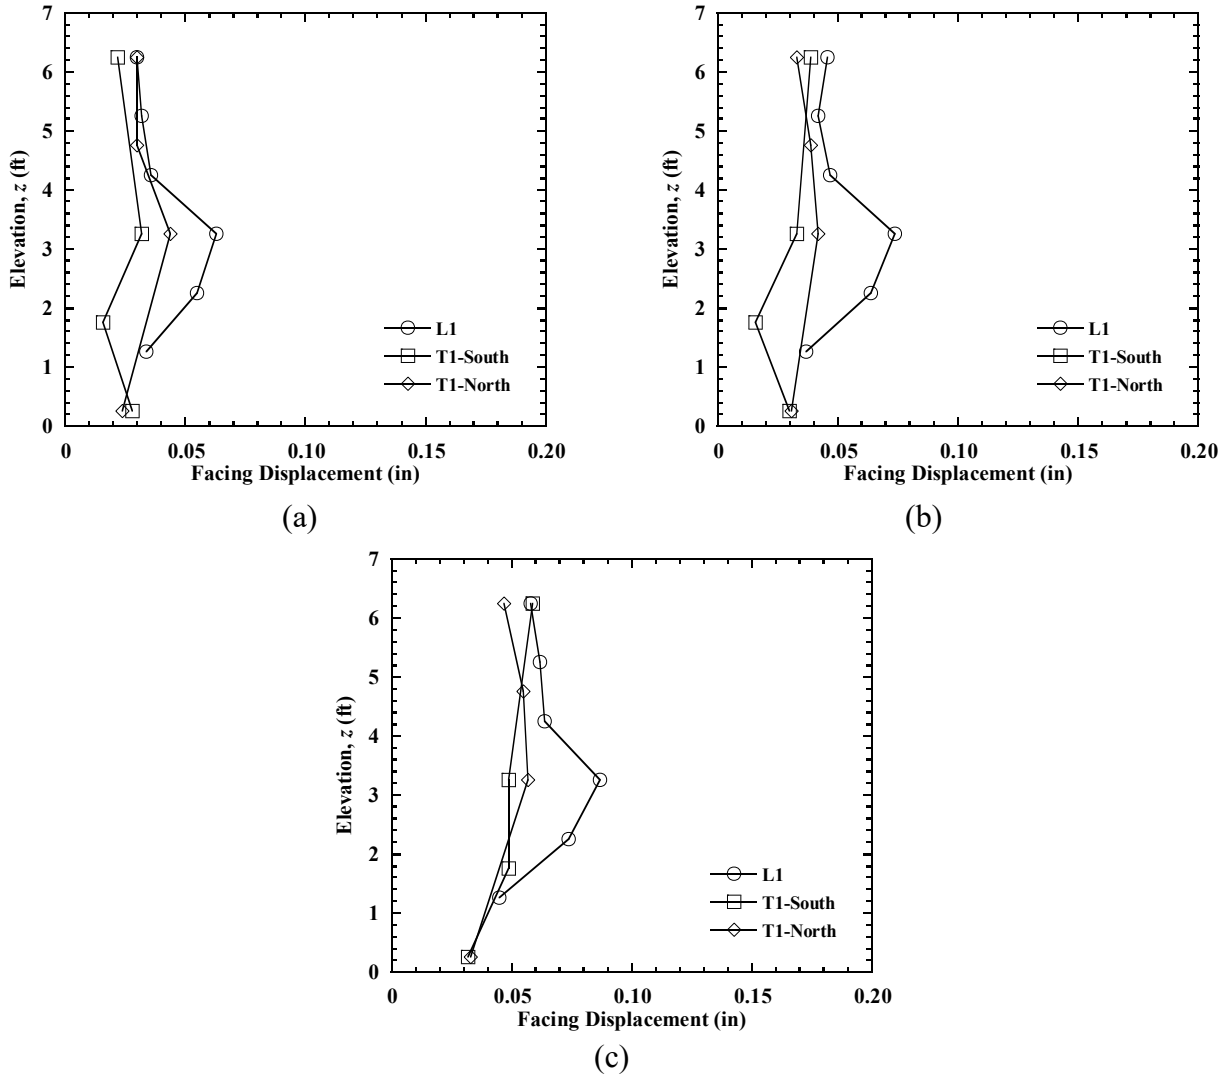 7
6
5
4
3
2
1
0
Elevation, z (ft)
L1
T1-South
T1-North
0 0.05 0.10 0.15 0.20
Facing Displacement (in)
(a)
7
6
5
4
3
2
1
0
Elevation, z (ft)
L1
T1-South
T1-North
0 0.05 0.10 0.15 0.20
Facing Displacement (in)
(b)
7
6
5
4
3
2
1
0
Elevation, z (ft)
L1
T1-South
T1-North
0 0.05 0.10 0.15 0.20
Facing Displacement (in)
(c)